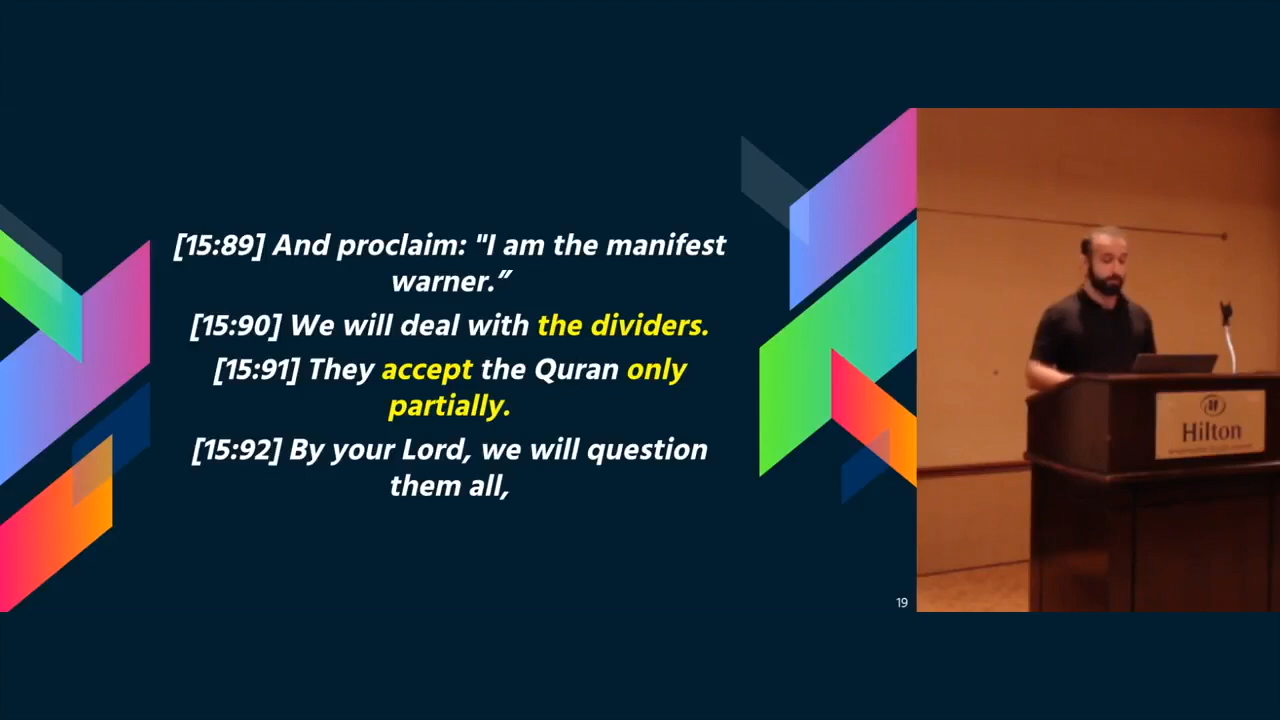 [15:89] And proclaim: "I am the manifest
warner.”
[15:90] We will deal with the dividers.
[15:91] They accept the Quran only
partially.
[15:92] By your Lord, we will question
them all,
19
Hilton